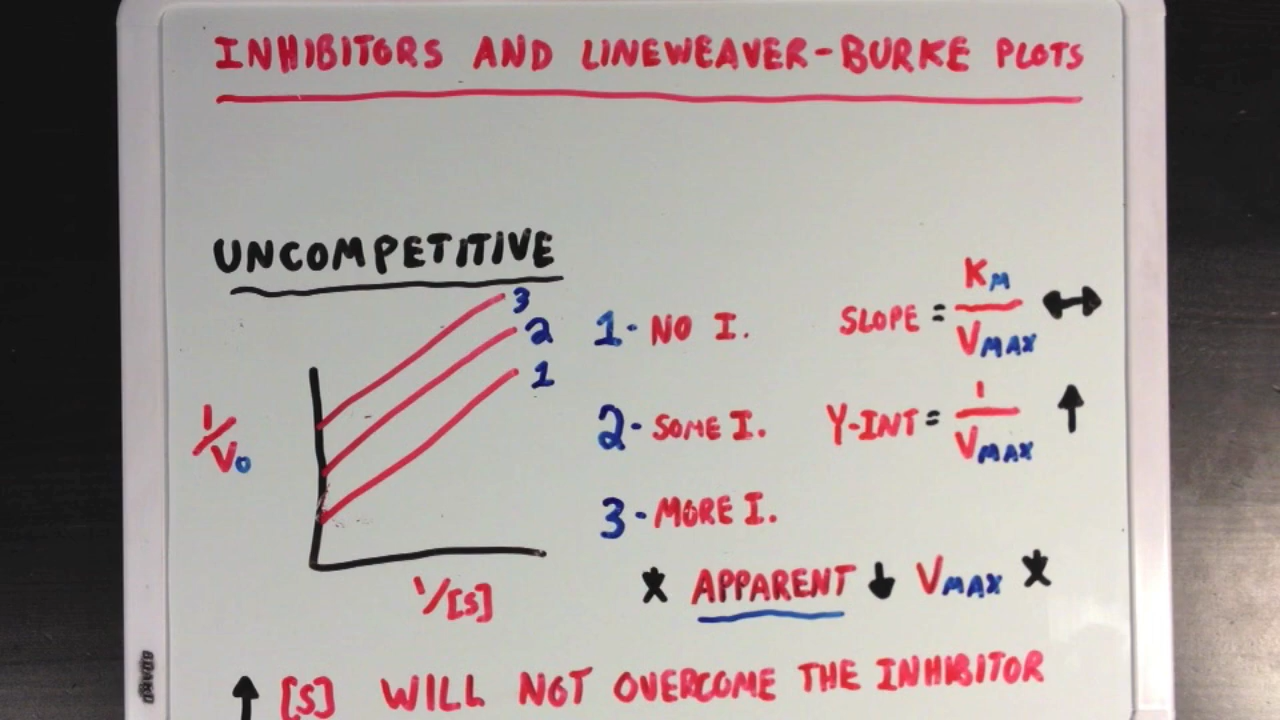 INHIBITORS AND LINEWEAVER-BURKE PLOTS
UNCOMPETITIVE
3
2
1
1/V0
1/[S]
1- NO I.
2- SOME I.
3- MORE I.
SLOPE = KM/VMAX ↔
Y-INT = 1/VMAX ↑
* APPARENT ↓ VMAX *
↑ [S] WILL NOT OVERCOME THE INHIBITOR